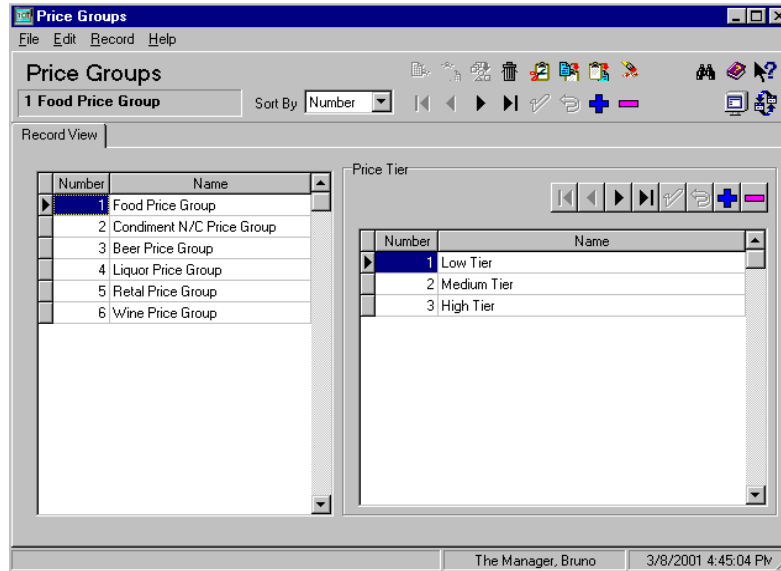 Price Groups
File Edit Record Help
Price Groups
1 Food Price Group Sort By Number
Record View
Price Tier
Number Name
1 Food Price Group
2 Condiment N/C Price Group
3 Beer Price Group
4 Liquor Price Group
5 Retal Price Group
6 Wine Price Group
Number Name
1 Low Tier
2 Medium Tier
3 High Tier
The Manager, Bruno 3/8/2001 4:45:04 PM